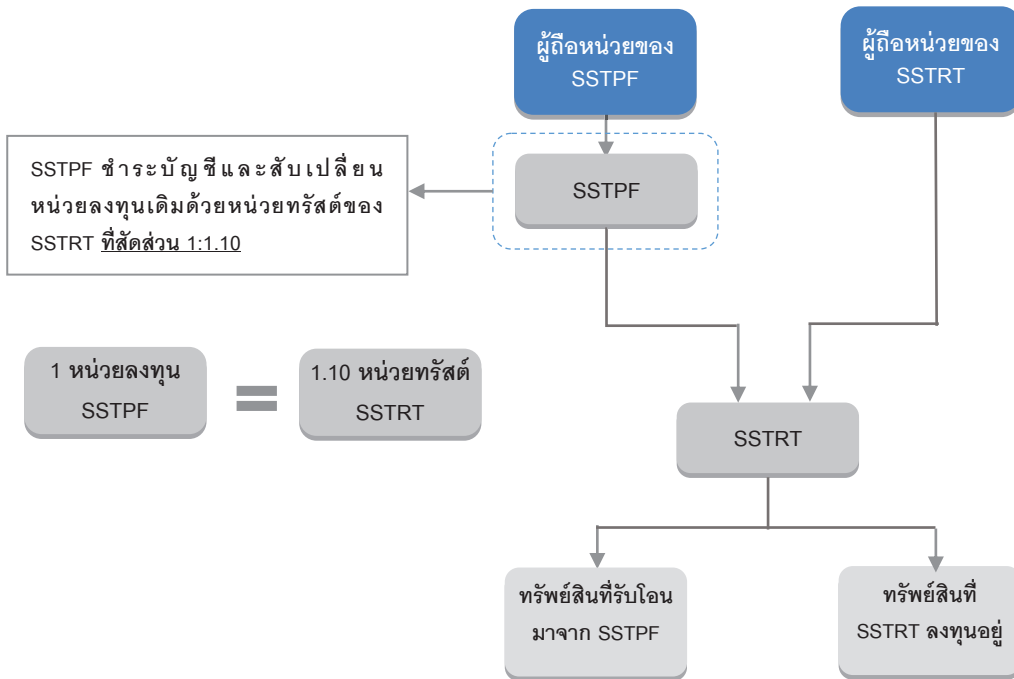 ผู้ถือหน่วยของ
SSTPF
ผู้ถือหน่วยของ
SSTRT
SSTPF ชำระบัญชีและสับเปลี่ยน
หน่วยลงทุนเดิมด้วยหน่วยทรัสต์ของ
SSTRT ที่สัดส่วน 1:1.10
SSTPF
1 หน่วยลงทุน
SSTPF
=
1.10 หน่วยทรัสต์
SSTRT
SSTRT
ทรัพย์สินที่รับโอน
มาจาก SSTPF
ทรัพย์สินที่
SSTRT ลงทุนอยู่